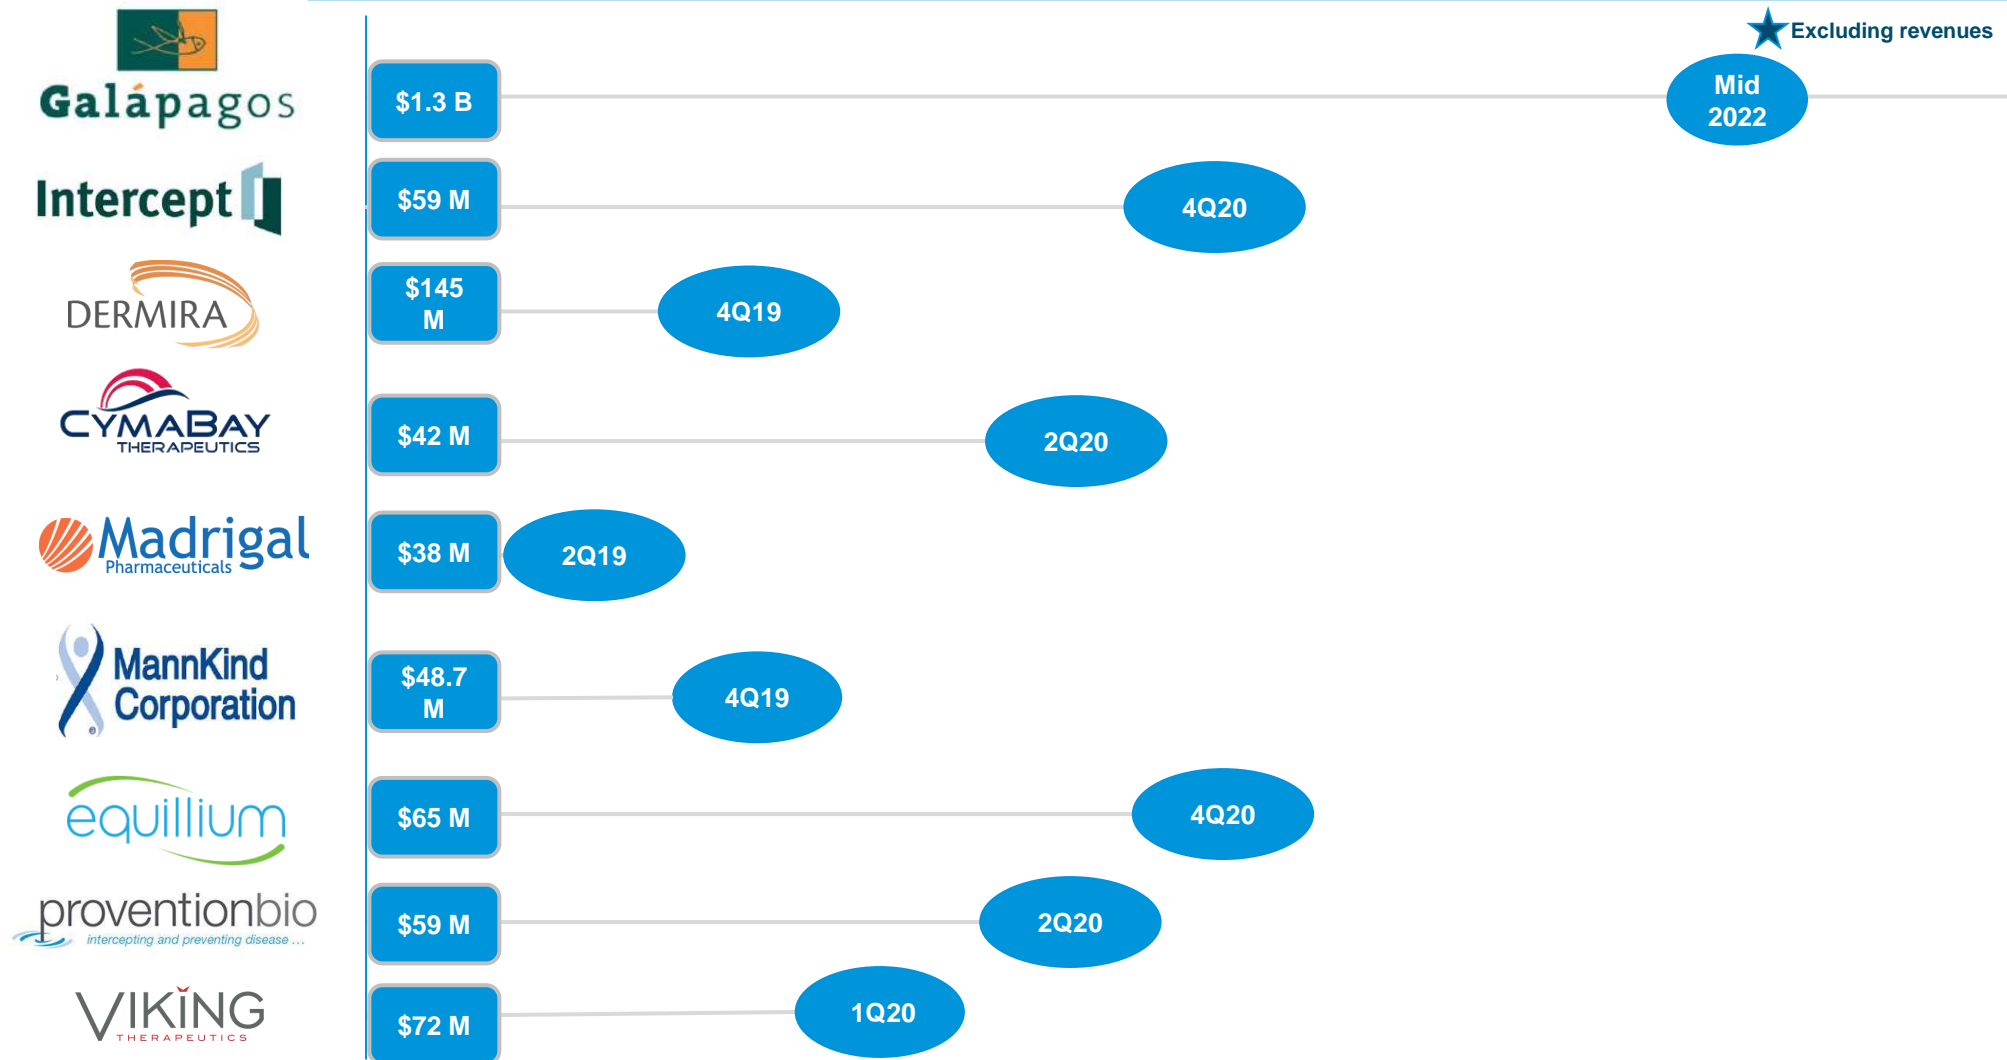 Excluding revenues
Galápagos
$1.3 B
Mid
2022
Intercept
$59 M
4Q20
DERMIRA
$145
M
4Q19
CYMABAY
THERAPEUTICS
$42 M
2Q20
Madrigal
Pharmaceuticals
$38 M
2Q19
MannKind
Corporation
®
$48.7
M
4Q19
equillium
$65 M
4Q20
proventionbio
intercepting and preventing disease ...
$59 M
2Q20
VIKING
THERAPEUTICS
$72 M
1Q20